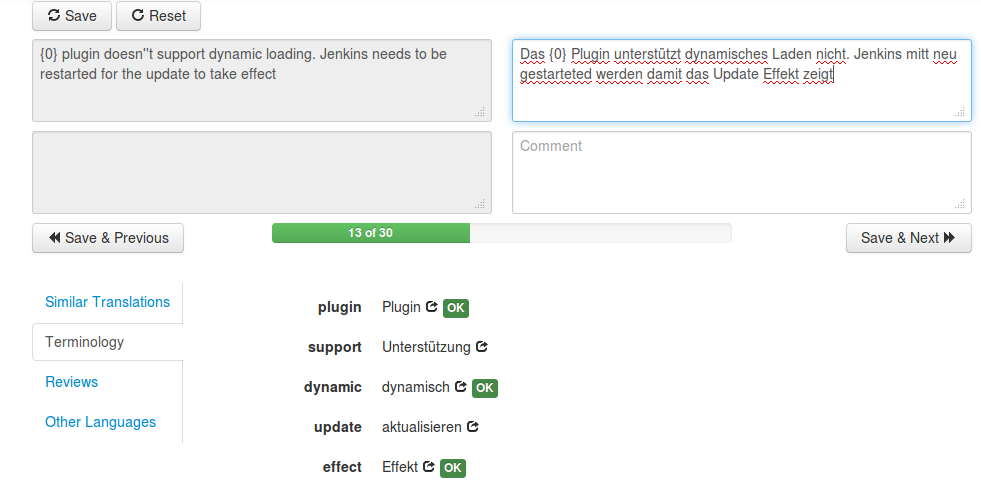 Save Reset
{0} plugin doesn''t support dynamic loading. Jenkins needs to be
restarted for the update to take effect
Das {0} Plugin unterstützt dynamisches Laden nicht. Jenkins mitt neu
gestarteted werden damit das Update Effekt zeigt
Comment
Save & Previous
13 of 30
Save & Next
Similar Translations
Terminology
Reviews
Other Languages
plugin Plugin OK
support Unterstützung
dynamic dynamisch OK
update aktualisieren
effect Effekt OK